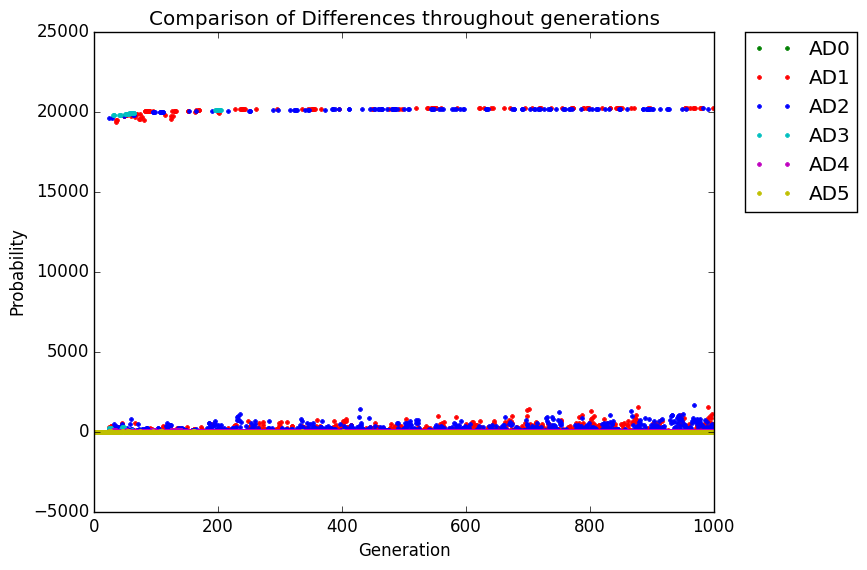 Comparison of Differences throughout generations
25000
20000
15000
10000
5000
0
−5000
Probability
0 200 400 600 800 1000
Generation
AD0
AD1
AD2
AD3
AD4
AD5